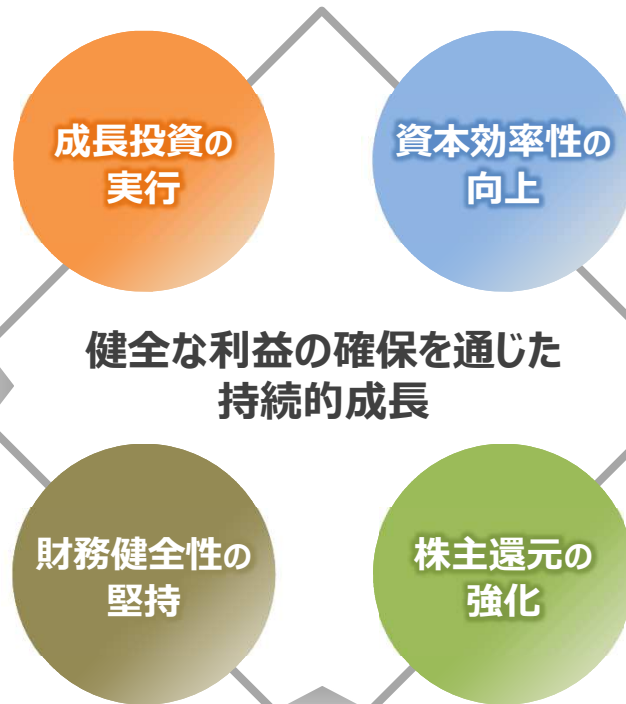 成長投資の
実行
資本効率性の
向上
健全な利益の確保を通じた
持続的成長
財務健全性の
堅持
株主還元の
強化